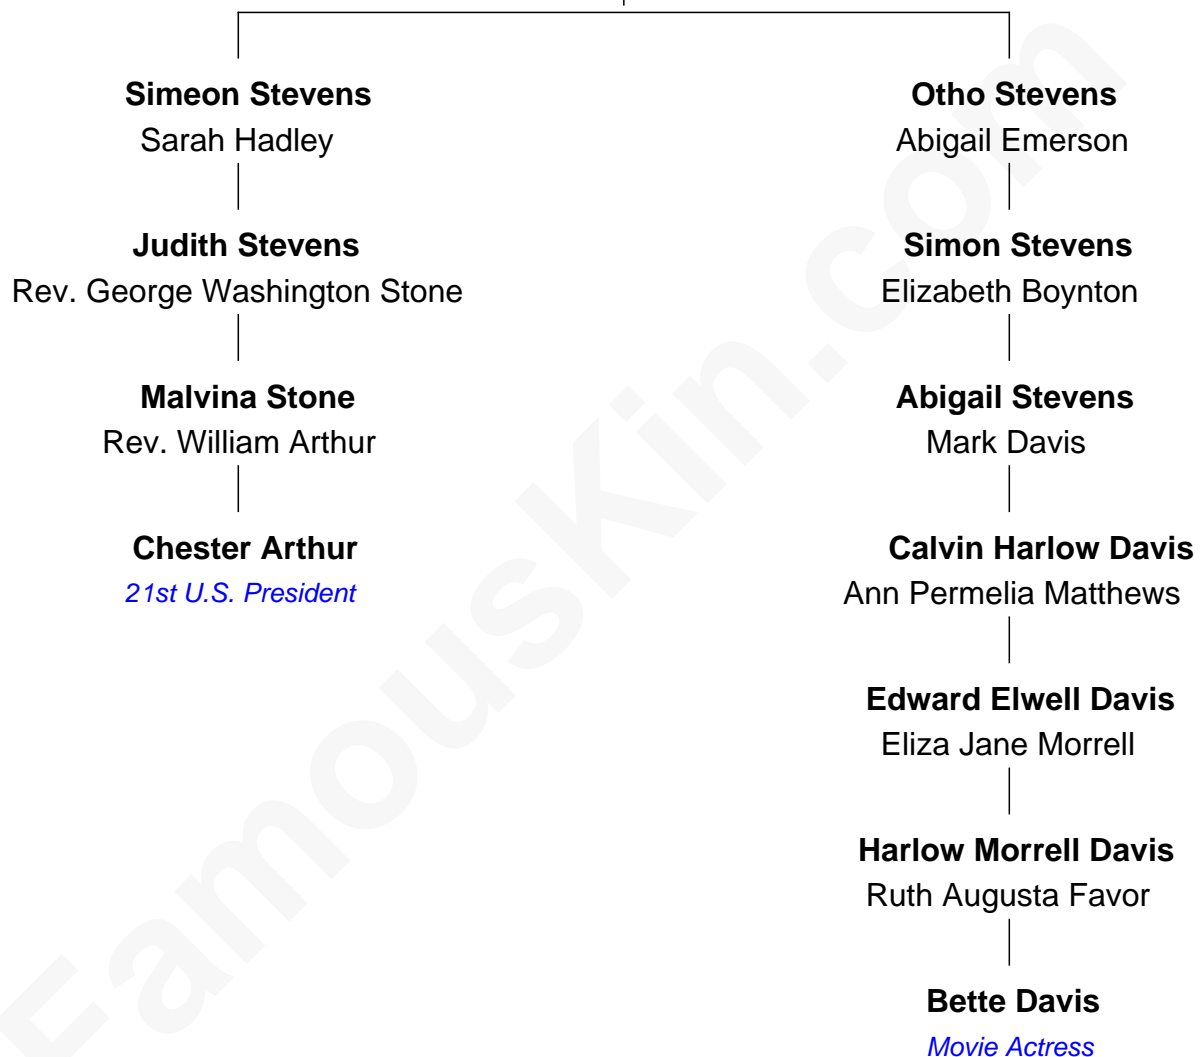 Simeon Stevens
Sarah Hadley
Judith Stevens
Rev. George Washington Stone
Malvina Stone
Rev. William Arthur
Chester Arthur
21st U.S. President
Otho Stevens
Abigail Emerson
Simon Stevens
Elizabeth Boynton
Abigail Stevens
Mark Davis
Calvin Harlow Davis
Ann Permelia Matthews
Edward Elwell Davis
Eliza Jane Morrell
Harlow Morrell Davis
Ruth Augusta Favor
Bette Davis
Movie Actress
FamousKin.com